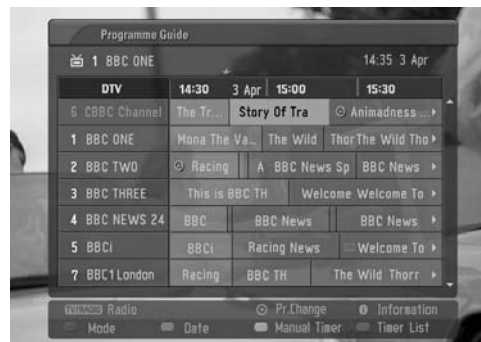 Programme Guide
1 BBC ONE 14:35 3 Apr
DTV 14:30 3 Apr 15:00 15:30
6 CBBC Channel The Tr... Story Of Tra Animadness ...
1 BBC ONE Mona The Va... The Wild Thor The Wild Tho
2 BBC TWO Racing A BBC News Sp BBC News
3 BBC THREE This is BBC TH Welcome Welcome To
4 BBC NEWS 24 BBC BBC News BBC News
5 BBCi BBCi Racing News Welcome To
7 BBC1 London Racing BBC TH The Wild Thorr
TV/RADIO Radio Pr.Change Information
Mode Date Manual Timer Timer List